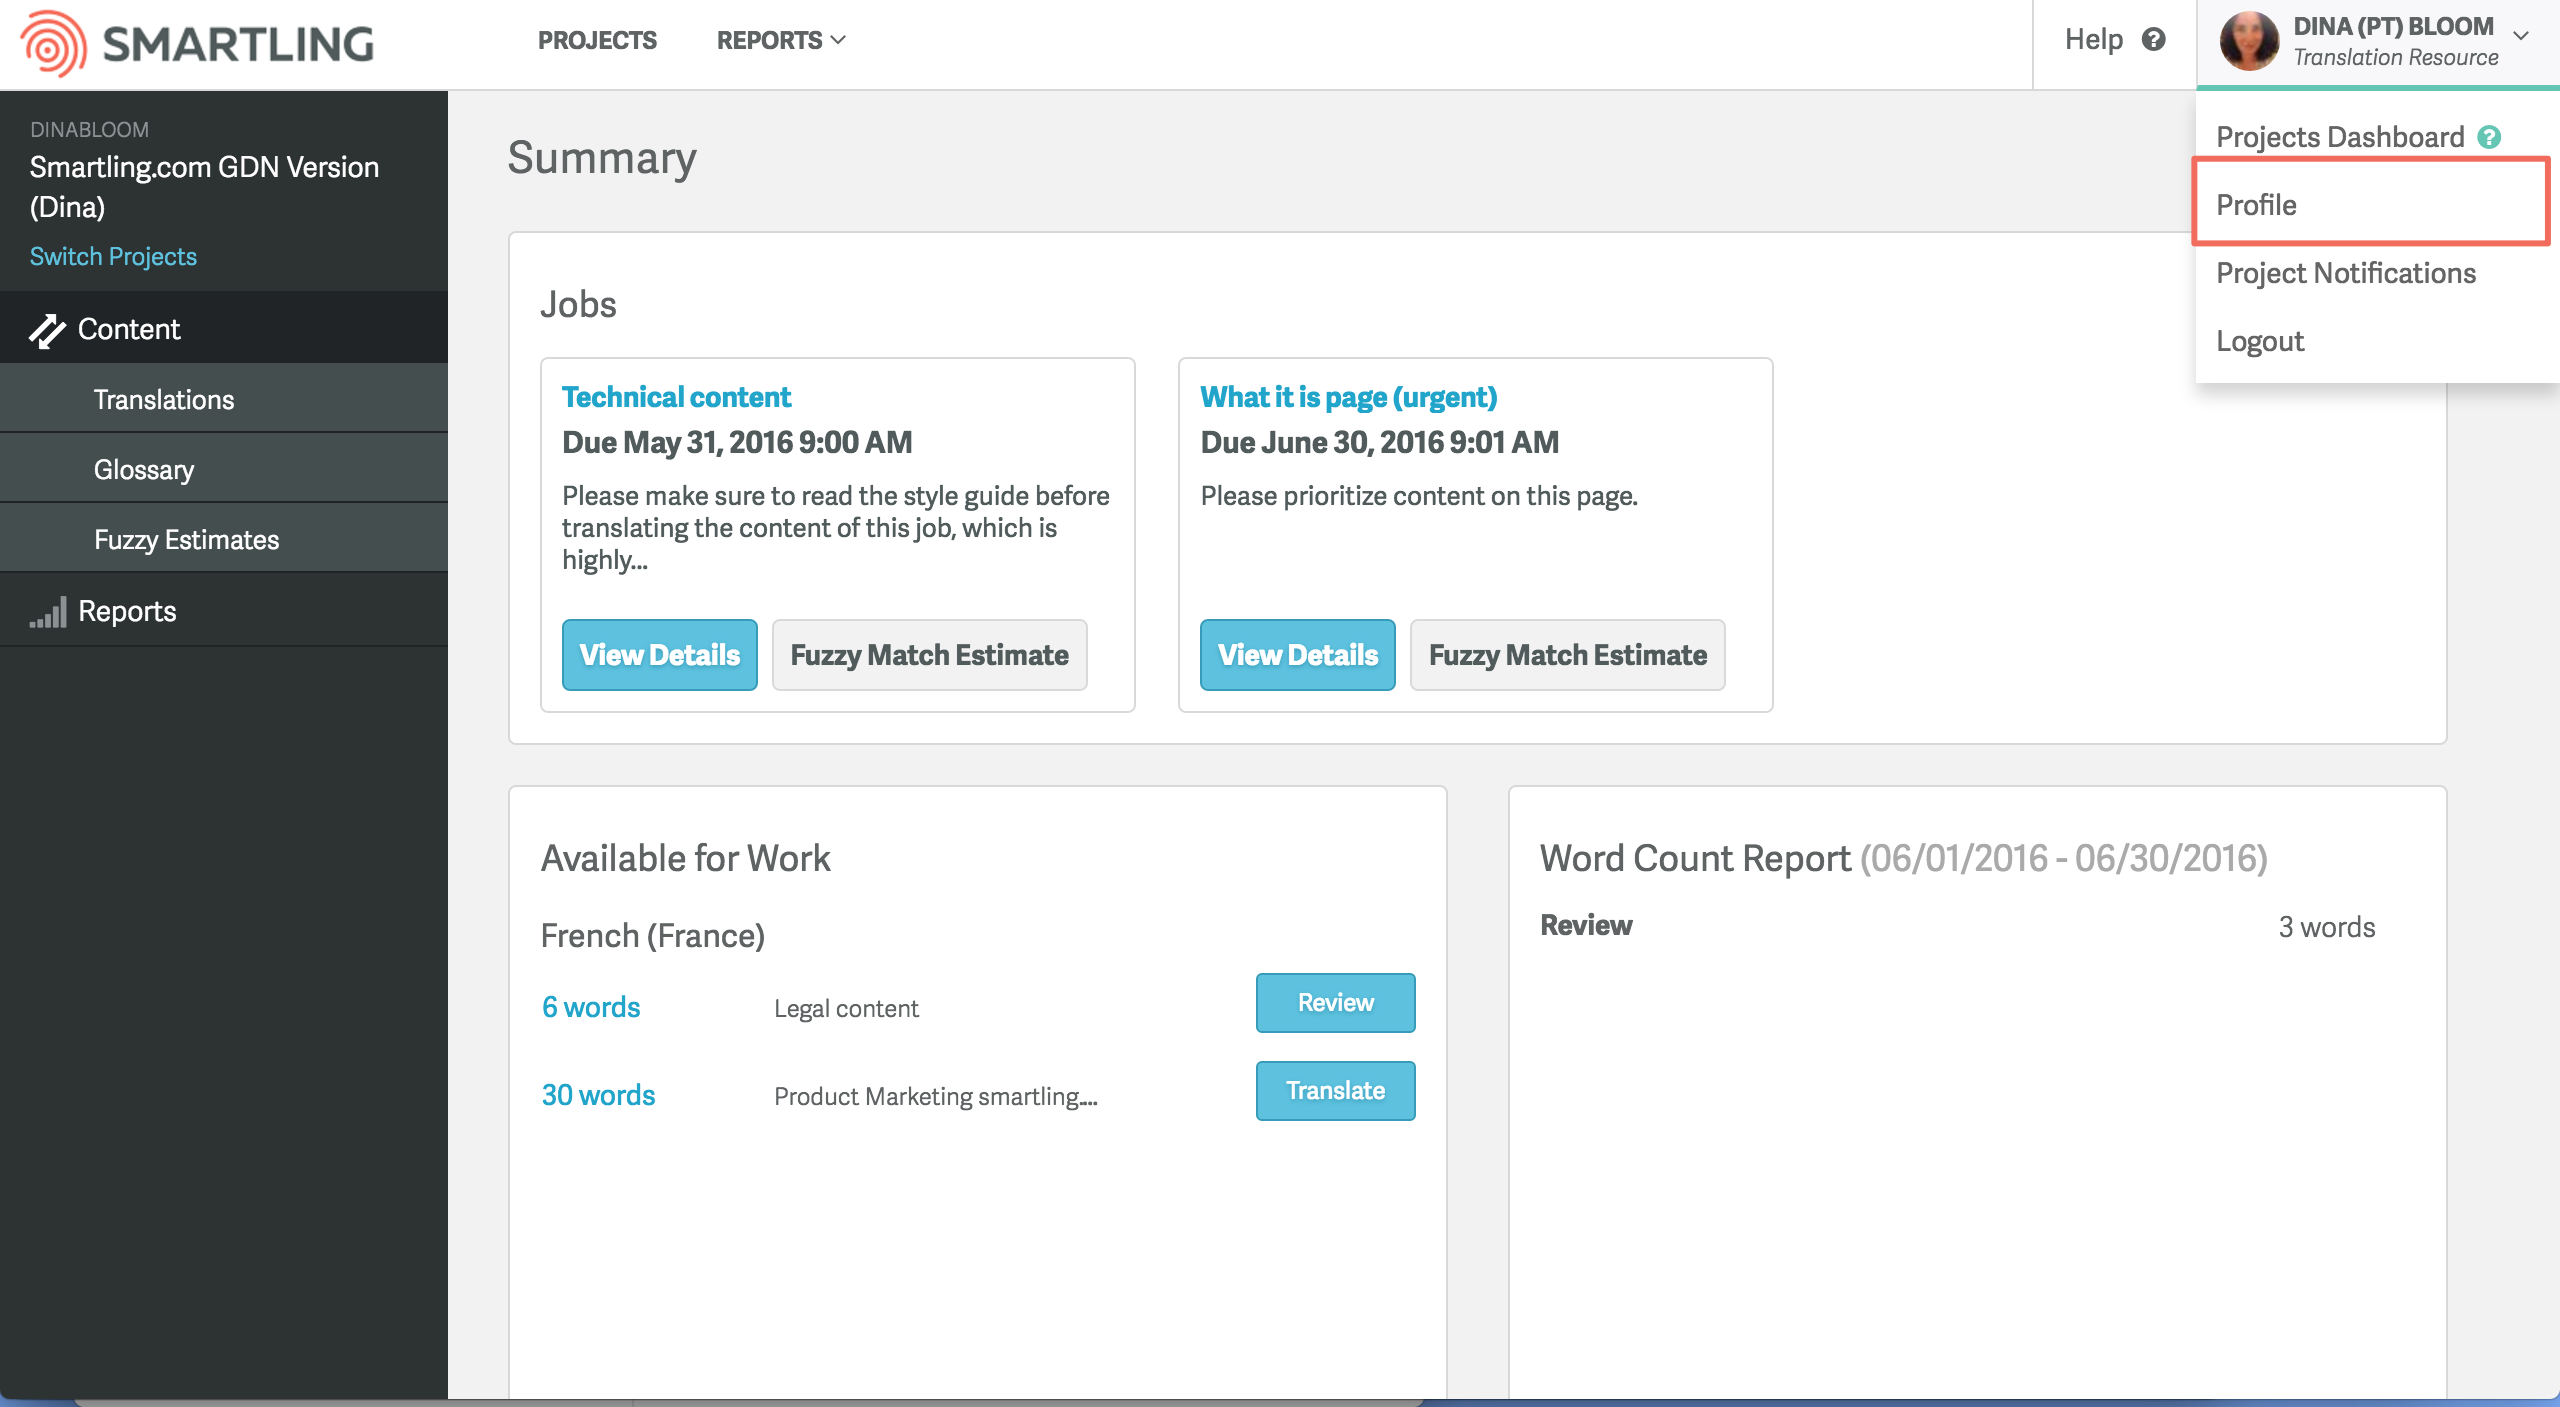 SMARTLING
PROJECTS
REPORTS
Help
DINA (PT) BLOOM
Translation Resource
Projects Dashboard
Profile
Project Notifications
Logout
DINABLOOM
Smartling.com GDN Version
(Dina)
Switch Projects
Content
Translations
Glossary
Fuzzy Estimates
Reports
Summary
Jobs
Technical content
Due May 31, 2016 9:00 AM
Please make sure to read the style guide before
translating the content of this job, which is
highly...
View Details
Fuzzy Match Estimate
What it is page (urgent)
Due June 30, 2016 9:01 AM
Please prioritize content on this page.
View Details
Fuzzy Match Estimate
Available for Work
French (France)
6 words
Legal content
Review
30 words
Product Marketing smartling....
Translate
Word Count Report (06/01/2016 - 06/30/2016)
Review
3 words